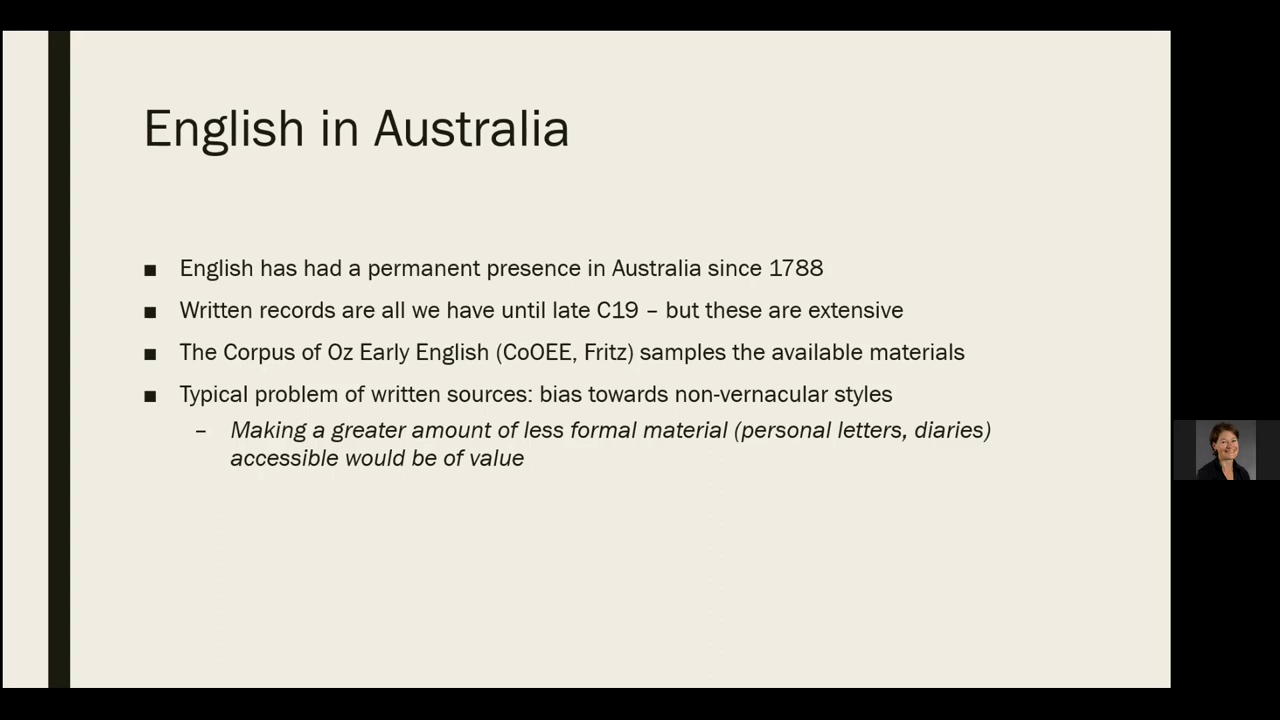 English in Australia
■ English has had a permanent presence in Australia since 1788
■ Written records are all we have until late C19 – but these are extensive
■ The Corpus of Oz Early English (CoOEE, Fritz) samples the available materials
■ Typical problem of written sources: bias towards non-vernacular styles
– Making a greater amount of less formal material (personal letters, diaries)
accessible would be of value